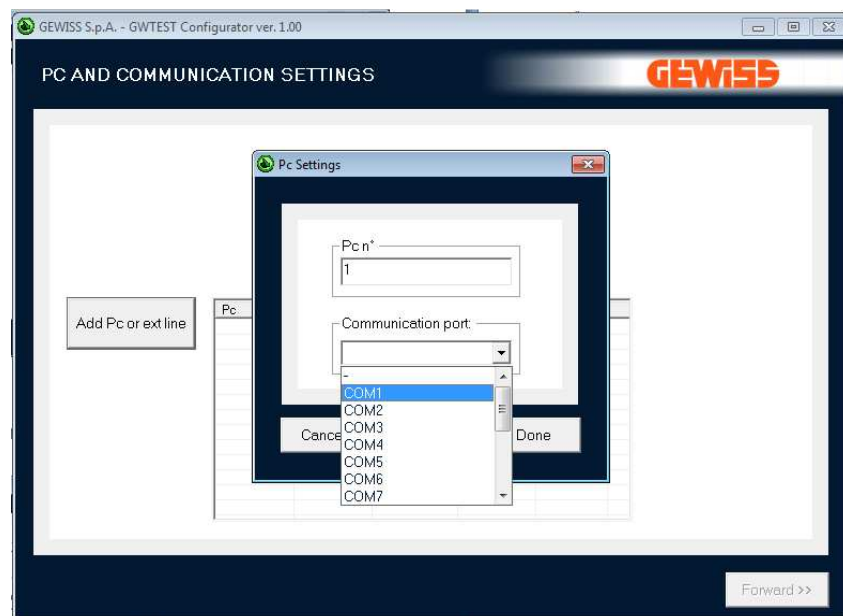 GEWISS S.p.A. - GWTEST Configurator ver. 1.00
PC AND COMMUNICATION SETTINGS
GEWISS
Pc Settings
Pc n°
1
Add Pc or ext line
Pc
Communication port:
-
COM1
COM2
COM3
COM4
COM5
COM6
COM7
Done
Forward >>